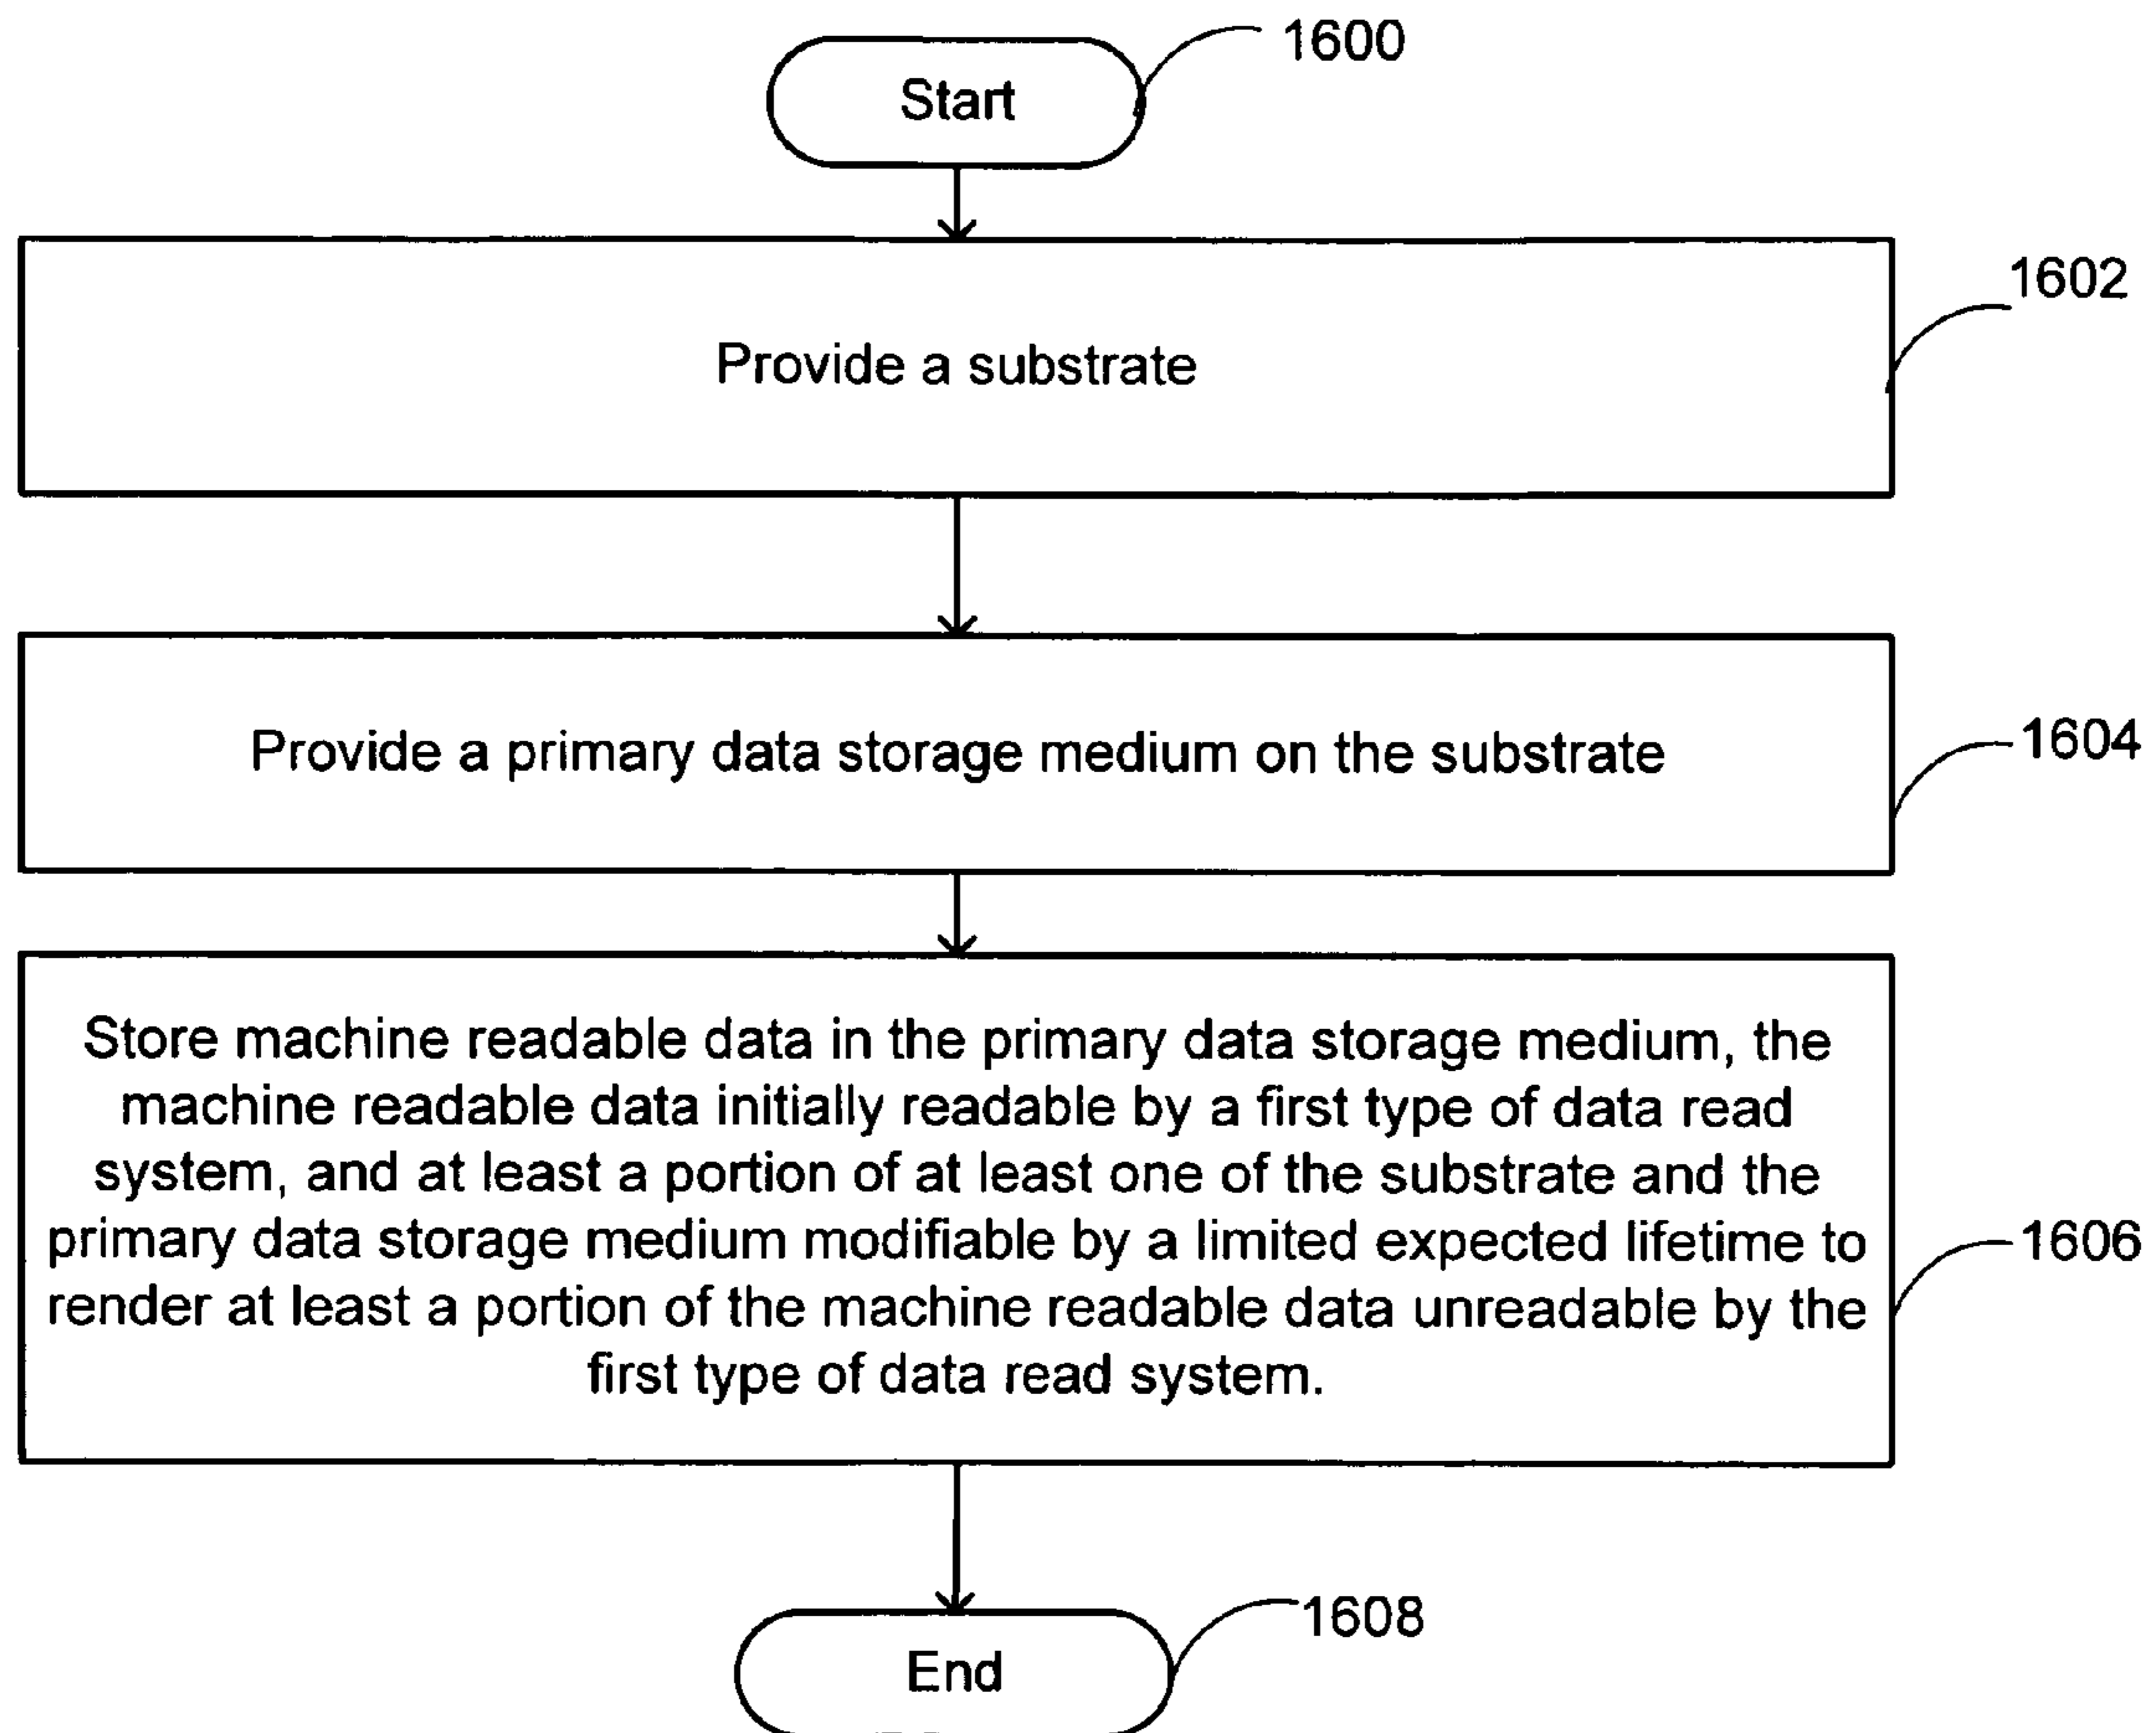 Start
1600
Provide a substrate
1602
Provide a primary data storage medium on the substrate
1604
Store machine readable data in the primary data storage medium, the
machine readable data initially readable by a first type of data read
system, and at least a portion of at least one of the substrate and the
primary data storage medium modifiable by a limited expected lifetime to
render at least a portion of the machine readable data unreadable by the
first type of data read system.
1606
End
1608